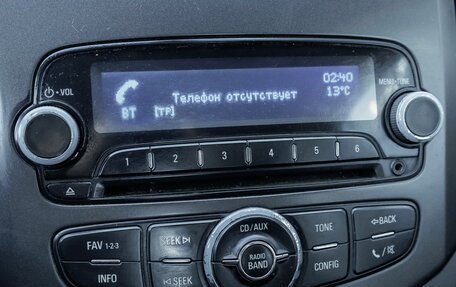 02:40
MENU-TONE
VOL
Телефон отсутствует 13°C
BT [TP]
1 2 3 4 5 6
FAV 1-2-3
SEEK
CD/AUX
TONE
BACK
INFO
SEEK
RADIO
BAND
CONFIG